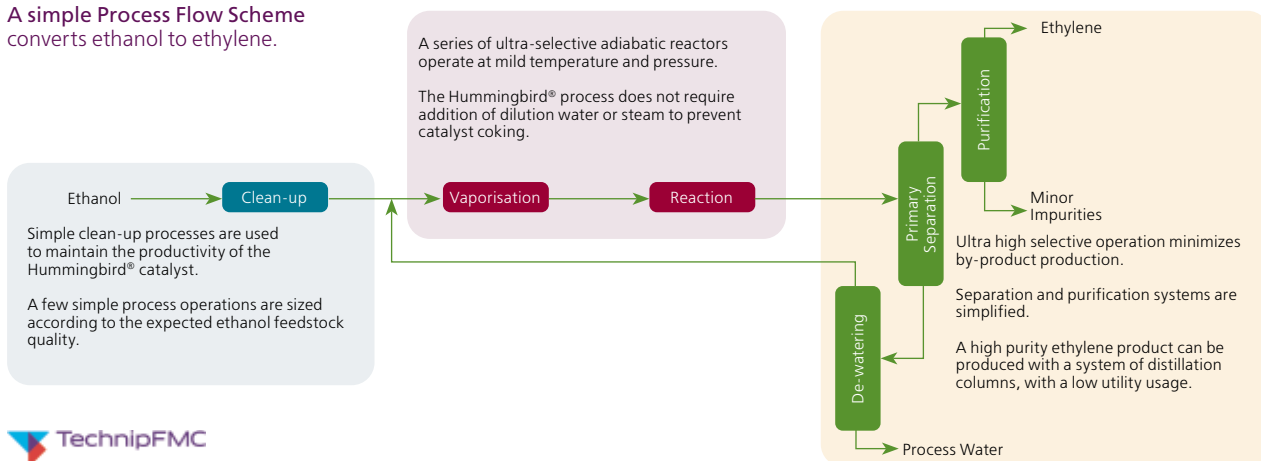 A simple Process Flow Scheme
converts ethanol to ethylene.
Ethanol
Clean-up
Simple clean-up processes are used
to maintain the productivity of the
Hummingbird® catalyst.
A few simple process operations are sized
according to the expected ethanol feedstock
quality.
A series of ultra-selective adiabatic reactors
operate at mild temperature and pressure.
The Hummingbird® process does not require
addition of dilution water or steam to prevent
catalyst coking.
Vaporisation
Reaction
Primary
Separation
Purification
Ethylene
Minor
Impurities
De-watering
Process Water
Ultra high selective operation minimizes
by-product production.
Separation and purification systems are
simplified.
A high purity ethylene product can be
produced with a system of distillation
columns, with a low utility usage.
TechnipFMC